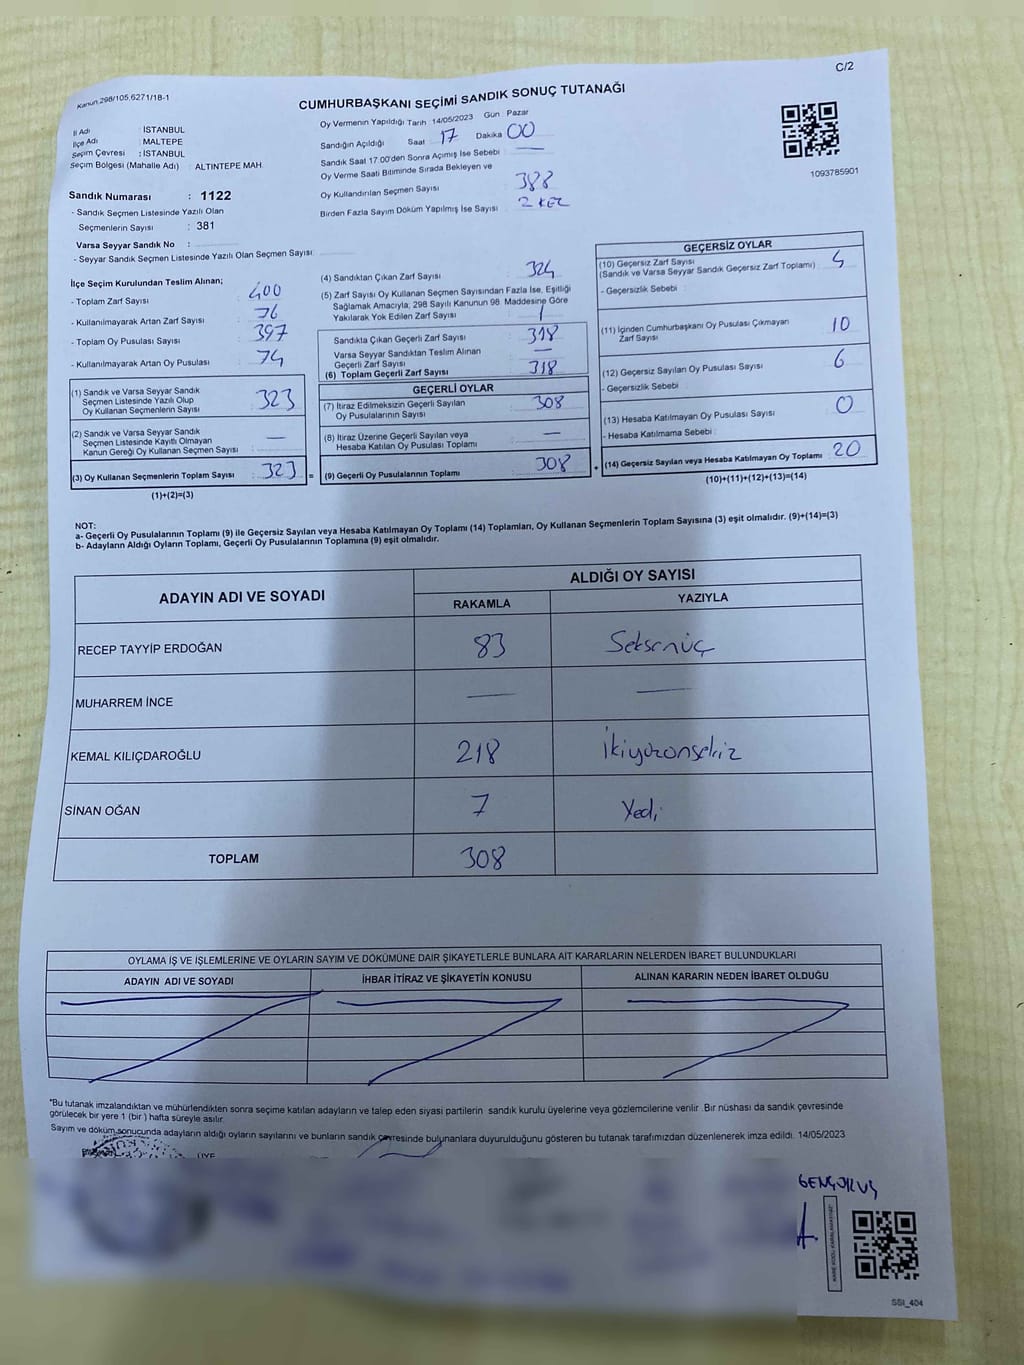 C/2
Kanun 298/105,6271/18-1
CUMHURBAŞKANI SEÇİMİ SANDIK SONUÇ TUTANAĞI
İl Adı : İSTANBUL
İlçe Adı : MALTEPE
Seçim Çevresi : İSTANBUL
Seçim Bölgesi (Mahalle Adı) : ALTINTEPE MAH.
Sandık Numarası : 1122
- Sandık Seçmen Listesinde Yazılı Olan
Seçmenlerin Sayısı : 381
Varsa Seyyar Sandık No :
- Seyyar Sandık Seçmen Listesinde Yazılı Olan Seçmen Sayısı:
Oy Vermenin Yapıldığı Tarih :14/05/2023 Gün : Pazar
Sandığın Açıldığı Saat : 17 Dakika : 00
Sandık Saat 17.00'den Sonra Açımış İse Sebebi : —
Oy Verme Saati Bitiminde Sırada Bekleyen ve
Oy Kullandırılan Seçmen Sayısı : 388
Birden Fazla Sayım Döküm Yapılmış İse Sayısı : 2 KEZ
1093785901
İlçe Seçim Kurulundan Teslim Alınan;
- Toplam Zarf Sayısı : 400
- Kullanılmayarak Artan Zarf Sayısı : 76
- Toplam Oy Pusulası Sayısı : 397
- Kullanılmayarak Artan Oy Pusulası : 74
(1) Sandık ve Varsa Seyyar Sandık
Seçmen Listesinde Yazılı Olup
Oy Kullanan Seçmenlerin Sayısı : 323
(2) Sandık ve Varsa Seyyar Sandık
Seçmen Listesinde Kayıtlı Olmayan
Kanun Gereği Oy Kullanan Seçmen Sayısı : —
(3) Oy Kullanan Seçmenlerin Toplam Sayısı : 323
(1)+(2)=(3)
(4) Sandıktan Çıkan Zarf Sayısı : 324
(5) Zarf Sayısı Oy Kullanan Seçmen Sayısından Fazla İse, Eşitliği
Sağlamak Amacıyla; 298 Sayılı Kanunun 98. Maddesine Göre
Yakılarak Yok Edilen Zarf Sayısı : 1
Sandıkta Çıkan Geçerli Zarf Sayısı : 318
Varsa Seyyar Sandıktan Teslim Alınan
Geçerli Zarf Sayısı : —
(6) Toplam Geçerli Zarf Sayısı : 318
GEÇERLİ OYLAR
(7) İtiraz Edilmeksizin Geçerli Sayılan
Oy Pusulalarının Sayısı : 308
(8) İtiraz Üzerine Geçerli Sayılan veya
Hesaba Katılan Oy Pusulası Toplamı : —
= (9) Geçerli Oy Pusulalarının Toplamı : 308 +
GEÇERSİZ OYLAR
(10) Geçersiz Zarf Sayısı
(Sandık ve Varsa Seyyar Sandık Geçersiz Zarf Toplamı) :
- Geçersizlik Sebebi :
(11) İçinden Cumhurbaşkanı Oy Pusulası Çıkmayan
Zarf Sayısı : 10
(12) Geçersiz Sayılan Oy Pusulası Sayısı : 6
- Geçersizlik Sebebi
(13) Hesaba Katılmayan Oy Pusulası Sayısı : 0
- Hesaba Katılmama Sebebi :
(14) Geçersiz Sayılan veya Hesaba Katılmayan Oy Toplamı : 20
(10)+(11)+(12)+(13)=(14)
NOT:
a- Geçerli Oy Pusulalarının Toplamı (9) ile Geçersiz Sayılan veya Hesaba Katılmayan Oy Toplamı (14) Toplamları, Oy Kullanan Seçmenlerin Toplam Sayısına (3) eşit olmalıdır. (9)+(14)=(3)
b- Adayların Aldığı Oyların Toplamı, Geçerli Oy Pusulalarının Toplamına (9) eşit olmalıdır.
ADAYIN ADI VE SOYADI ALDIĞI OY SAYISI
RAKAMLA YAZIYLA
RECEP TAYYİP ERDOĞAN 83 Seksenüç
MUHARREM İNCE — —
KEMAL KILIÇDAROĞLU 218 İkiyüzonsekiz
SİNAN OĞAN 7 Yedi
TOPLAM 308
OYLAMA İŞ VE İŞLEMLERİNE VE OYLARIN SAYIM VE DÖKÜMÜNE DAİR ŞİKAYETLERLE BUNLARA AİT KARARLARIN NELERDEN İBARET BULUNDUKLARI
ADAYIN ADI VE SOYADI İHBAR İTİRAZ VE ŞİKAYETİN KONUSU ALINAN KARARIN NEDEN İBARET OLDUĞU
*Bu tutanak imzalandıktan ve mühürlendikten sonra seçime katılan adayların ve talep eden siyasi partilerin sandık kurulu üyelerine veya gözlemcilerine verilir. Bir nüshası da sandık çevresinde
görülecek bir yere 1 (bir ) hafta süreyle asılır.
Sayım ve döküm sonucunda adayların aldığı oyların sayılarını ve bunların sandık çevresinde bulunanlara duyurulduğunu gösteren bu tutanak tarafımızdan düzenlenerek imza edildi. 14/05/2023
ÜYE
SSI_404